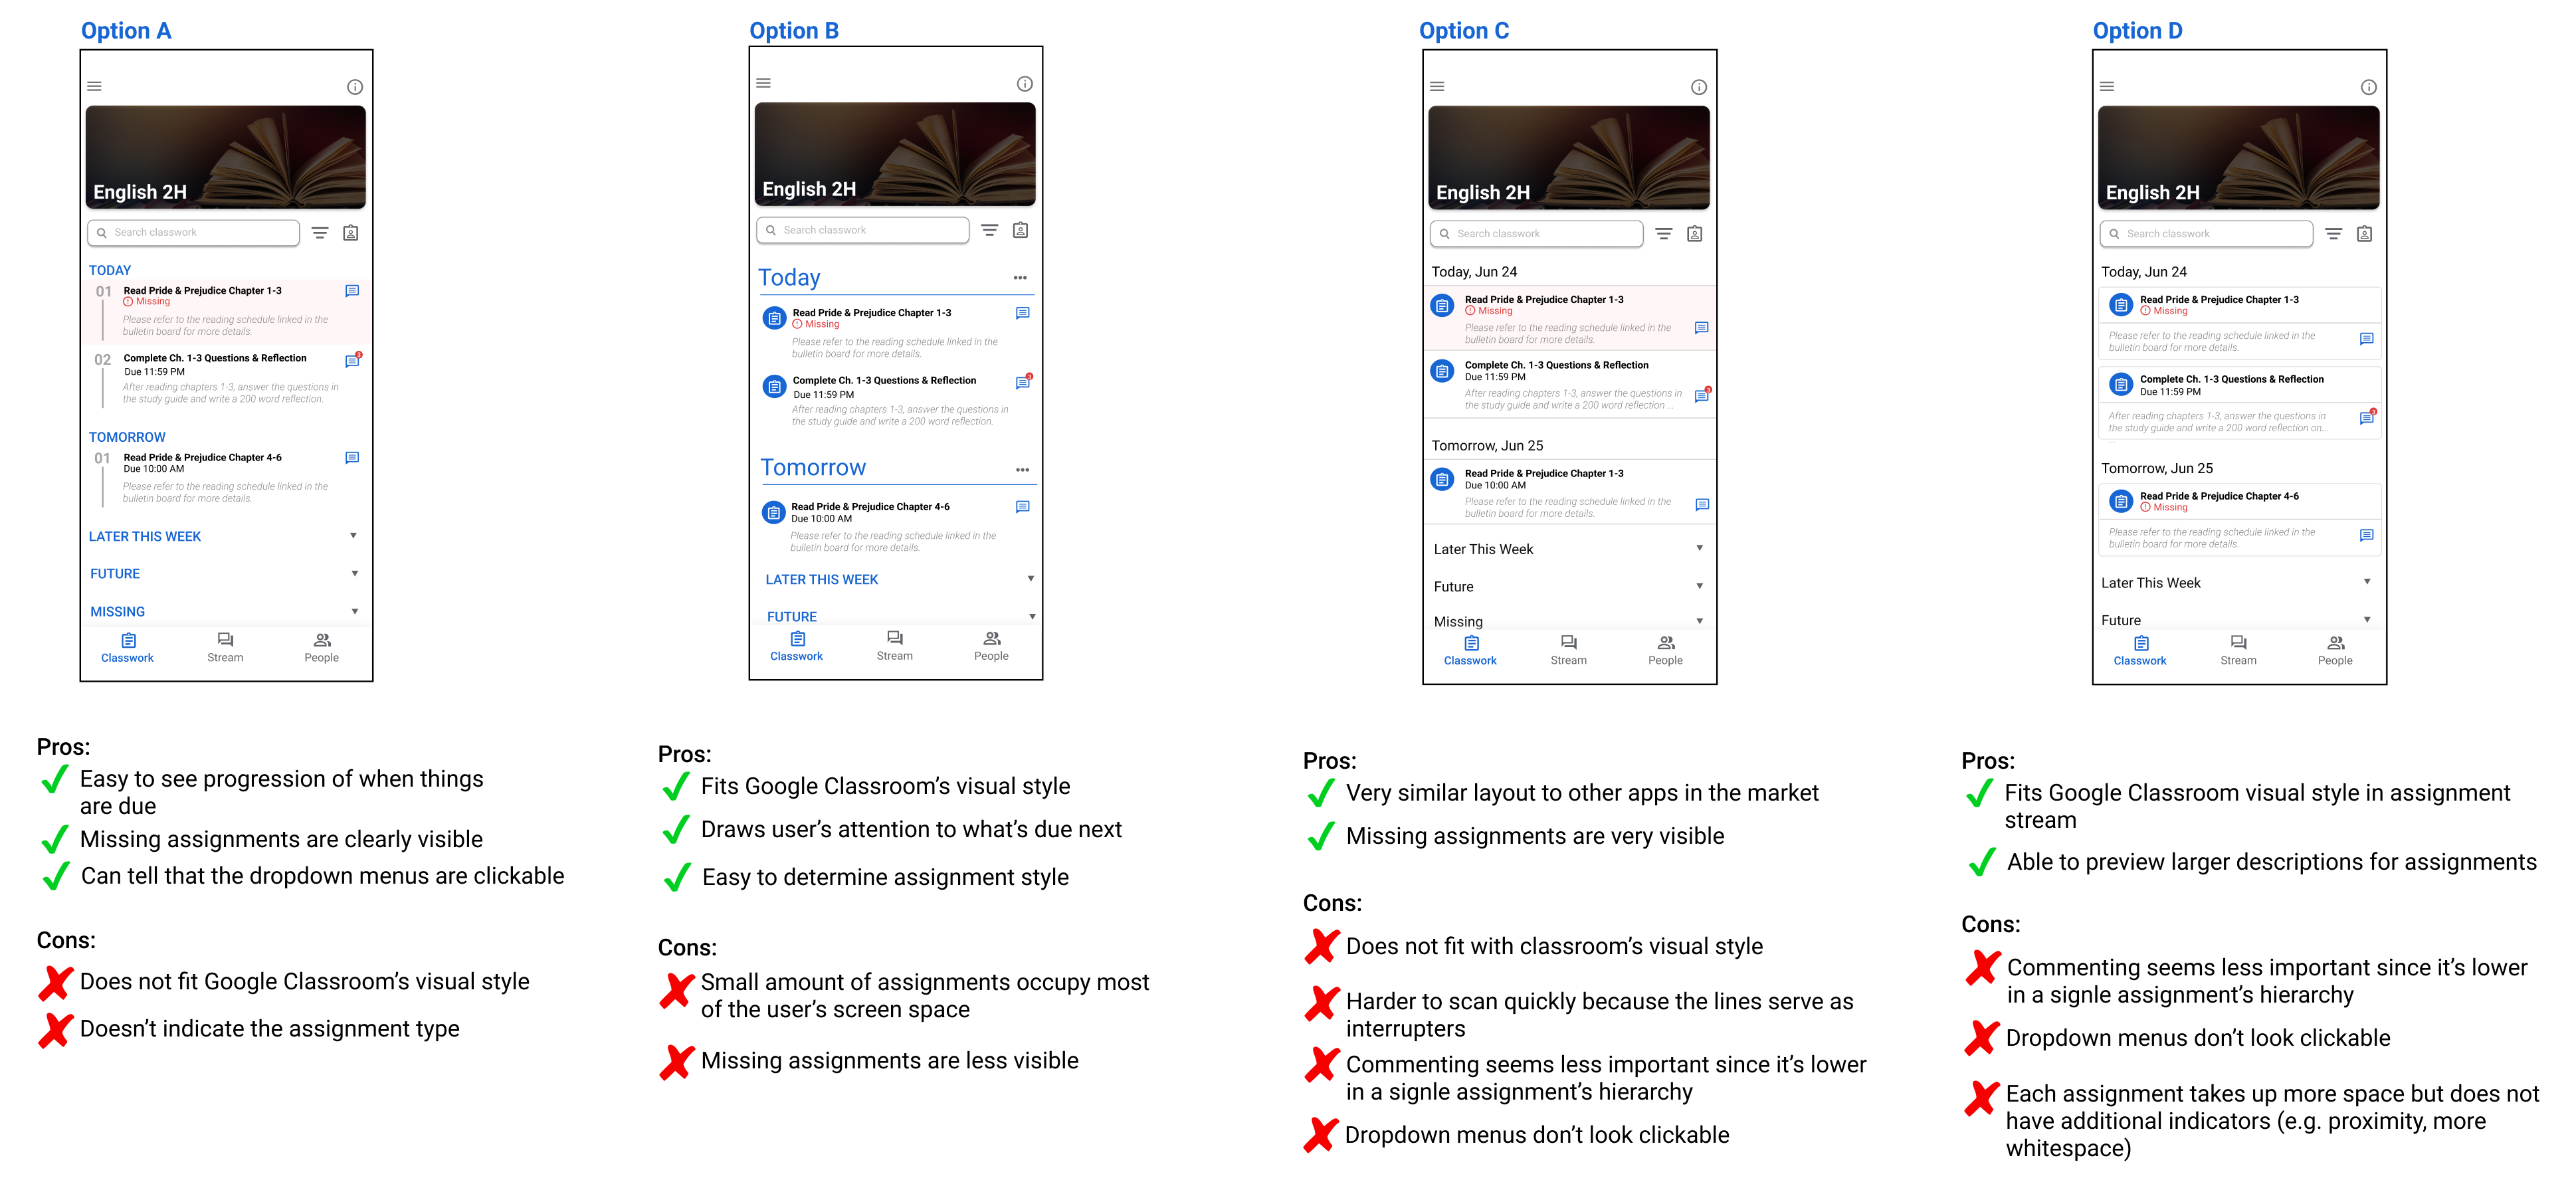 Option A
English 2H
Search classwork
TODAY
01
Read Pride & Prejudice Chapter 1-3
Missing
Please refer to the reading schedule linked in the
bulletin board for more details.
02
Complete Ch. 1-3 Questions & Reflection
3
Due 11:59 PM
After reading chapters 1-3, answer the questions in
the study guide and write a 200 word reflection.
TOMORROW
01
Read Pride & Prejudice Chapter 4-6
Due 10:00 AM
Please refer to the reading schedule linked in the
bulletin board for more details.
LATER THIS WEEK
FUTURE
MISSING
Classwork
Stream
People
Pros:
Easy to see progression of when things
are due
Missing assignments are clearly visible
Can tell that the dropdown menus are clickable
Cons:
Does not fit Google Classroom's visual style
Doesn't indicate the assignment type
Option B
English 2H
Search classwork
Today
Read Pride & Prejudice Chapter 1-3
Missing
Please refer to the reading schedule linked in the
bulletin board for more details.
Complete Ch. 1-3 Questions & Reflection
3
Due 11:59 PM
After reading chapters 1-3, answer the questions in
the study guide and write a 200 word reflection.
Tomorrow
Read Pride & Prejudice Chapter 4-6
Due 10:00 AM
Please refer to the reading schedule linked in the
bulletin board for more details.
LATER THIS WEEK
FUTURE
Classwork
Stream
People
Pros:
Fits Google Classroom's visual style
Draws user's attention to what's due next
Easy to determine assignment style
Cons:
Small amount of assignments occupy most
of the user's screen space
Missing assignments are less visible
Option C
English 2H
Search classwork
Today, Jun 24
Read Pride & Prejudice Chapter 1-3
Missing
Please refer to the reading schedule linked in the
bulletin board for more details.
Complete Ch. 1-3 Questions & Reflection
Due 11:59 PM
After reading chapters 1-3, answer the questions in
the study guide and write a 200 word reflection ...
3
Tomorrow, Jun 25
Read Pride & Prejudice Chapter 1-3
Due 10:00 AM
Please refer to the reading schedule linked in the
bulletin board for more details.
Later This Week
Future
Missing
Classwork
Stream
People
Pros:
Very similar layout to other apps in the market
Missing assignments are very visible
Cons:
Does not fit with classroom's visual style
Harder to scan quickly because the lines serve as
interrupters
Commenting seems less important since it's lower
in a signle assignment's hierarchy
Dropdown menus don't look clickable
Option D
English 2H
Search classwork
Today, Jun 24
Read Pride & Prejudice Chapter 1-3
Missing
Please refer to the reading schedule linked in the
bulletin board for more details.
Complete Ch. 1-3 Questions & Reflection
Due 11:59 PM
After reading chapters 1-3, answer the questions in
the study guide and write a 200 word reflection on...
3
Tomorrow, Jun 25
Read Pride & Prejudice Chapter 4-6
Missing
Please refer to the reading schedule linked in the
bulletin board for more details.
Later This Week
Future
Classwork
Stream
People
Pros:
Fits Google Classroom visual style in assignment
stream
Able to preview larger descriptions for assignments
Cons:
Commenting seems less important since it's lower
in a signle assignment's hierarchy
Dropdown menus don't look clickable
Each assignment takes up more space but does not
have additional indicators (e.g. proximity, more
whitespace)